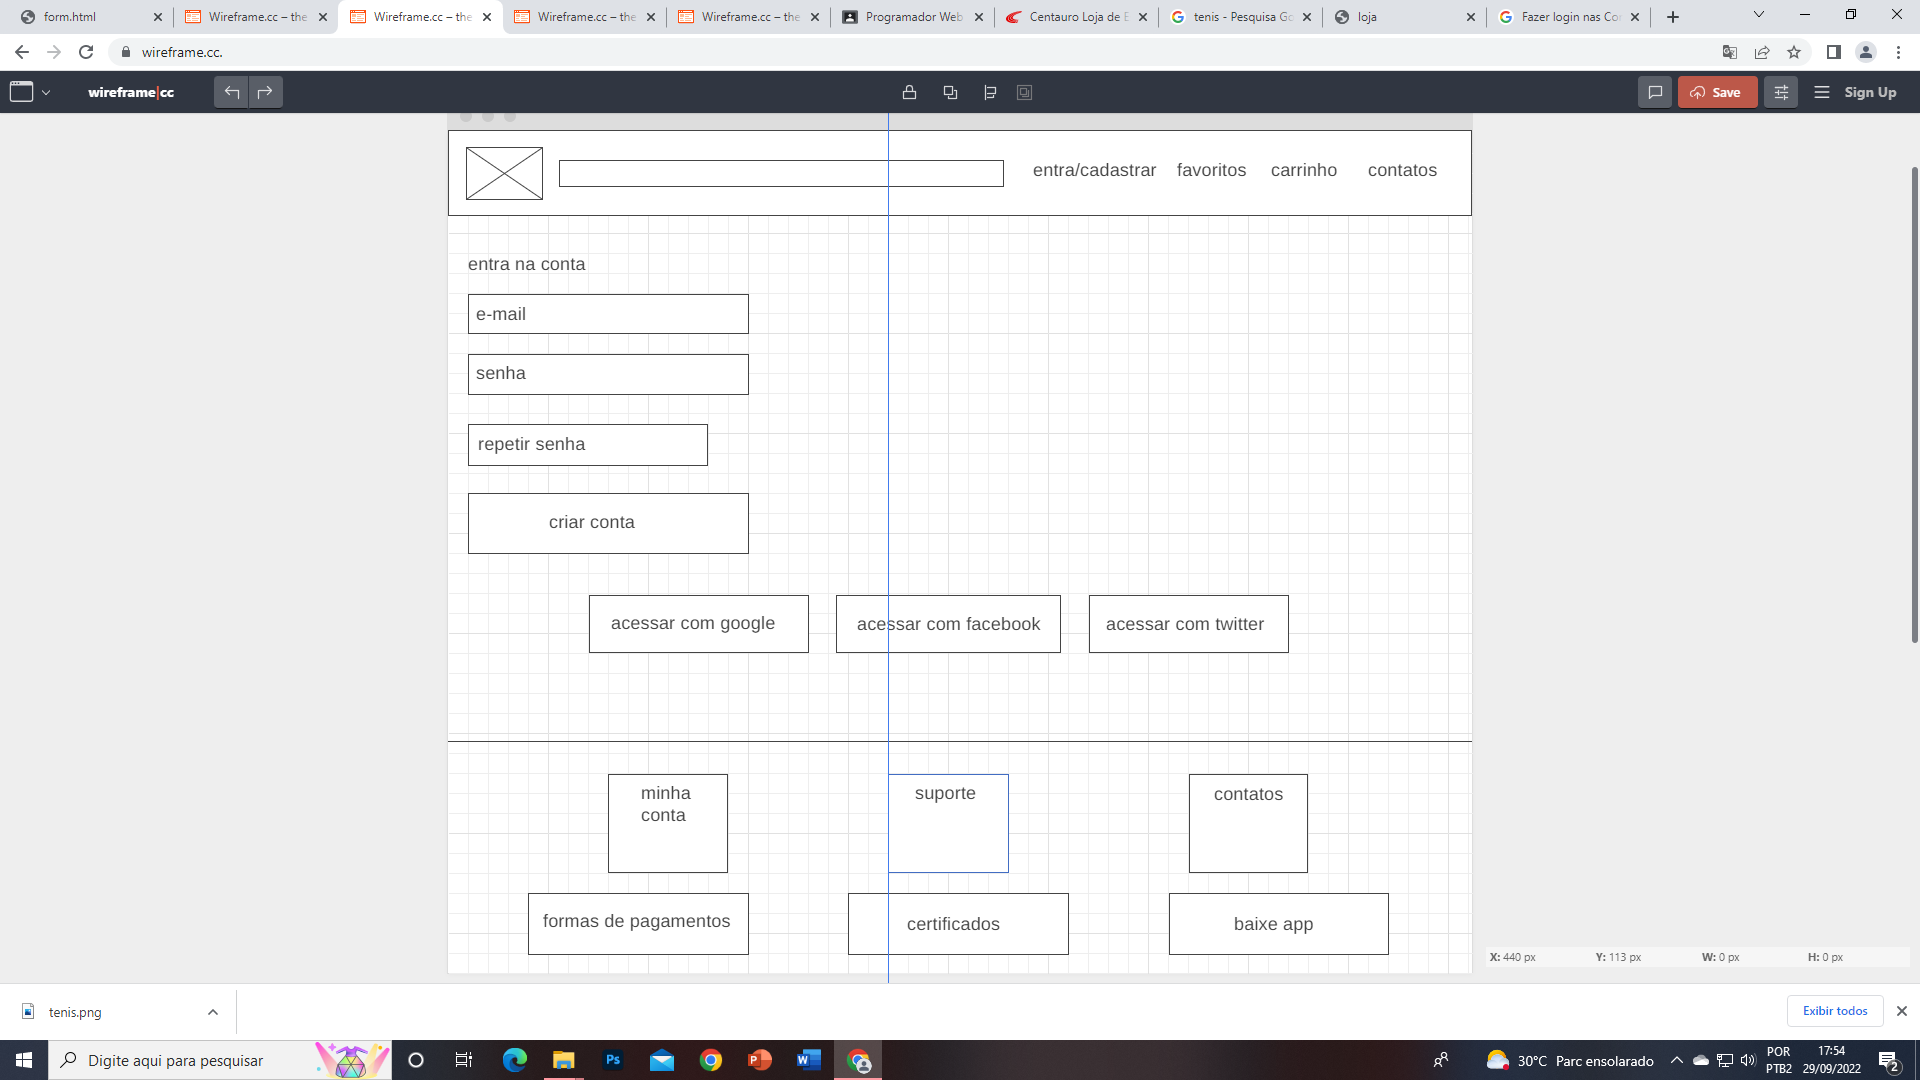 form.html
Wireframe.cc – the
Wireframe.cc – the
Wireframe.cc – the
Wireframe.cc – the
Programador Web
Centauro Loja de E
tenis - Pesquisa Go
loja
Fazer login nas Co
wireframe.cc.
wireframe|cc
Save
Sign Up
entra/cadastrar
favoritos
carrinho
contatos
entra na conta
e-mail
senha
repetir senha
criar conta
acessar com google
acessar com facebook
acessar com twitter
minha
conta
suporte
contatos
formas de pagamentos
certificados
baixe app
X: 440 px
Y: 113 px
W: 0 px
H: 0 px
tenis.png
Exibir todos
Digite aqui para pesquisar
Ps
P
W
30°C Parc ensolarado
POR
PTB2
17:54
29/09/2022
2